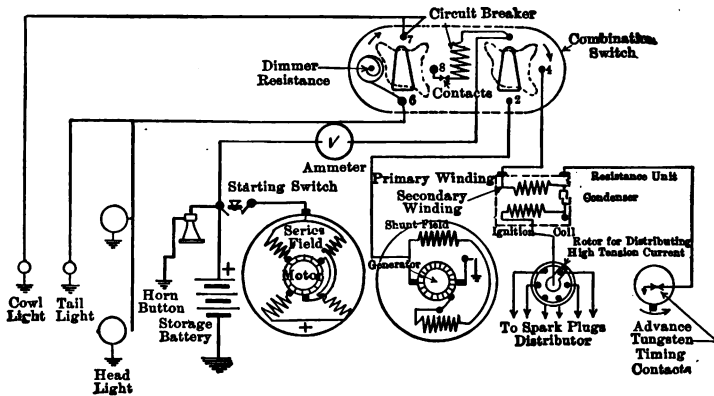 Circuit Breaker
7
Combination
Switch
Dimmer
Resistance
8
4
Contacts
6
2
V
Ammeter
Primary Winding
Resistance Unit
Secondary
Winding
Condenser
Starting Switch
Series
Field
Shunt Field
Ignition Coil
Rotor for Distributing
High Tension Current
Motor
Generator
+
Cowl
Light
Tail
Light
Horn
Button
Storage
Battery
+
To Spark Plugs
Distributor
Advance
Tungsten
Timing
Contacts
Head
Light